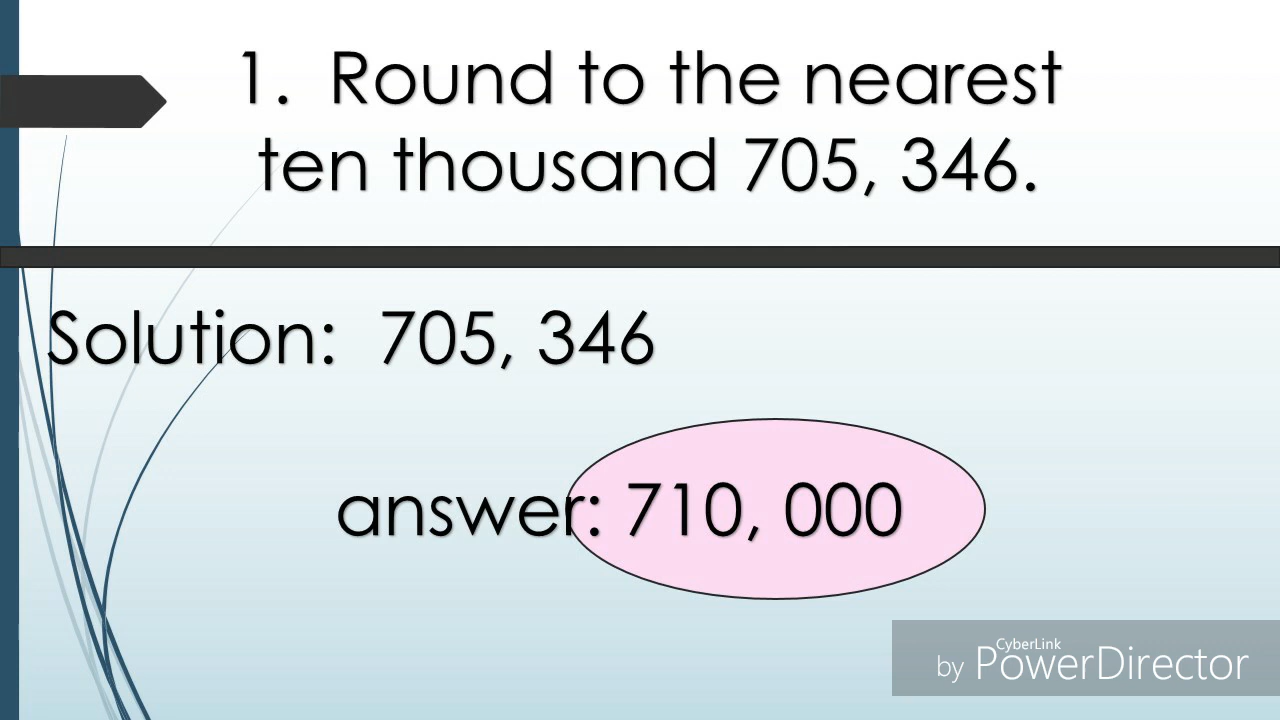 1. Round to the nearest
ten thousand 705, 346.
Solution: 705, 346
answer: 710, 000
CyberLink
by PowerDirector